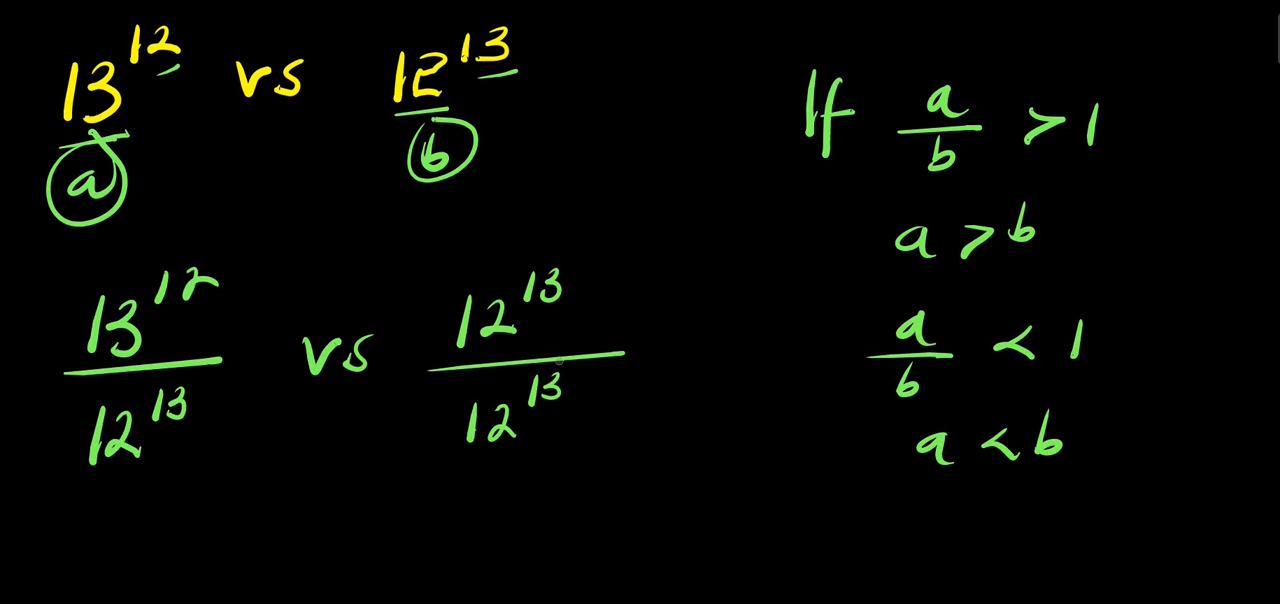 13^12 vs 12^13
a b
13^12/12^13 vs 12^13/12^13
If a/b > 1
a > b
a/b < 1
a < b